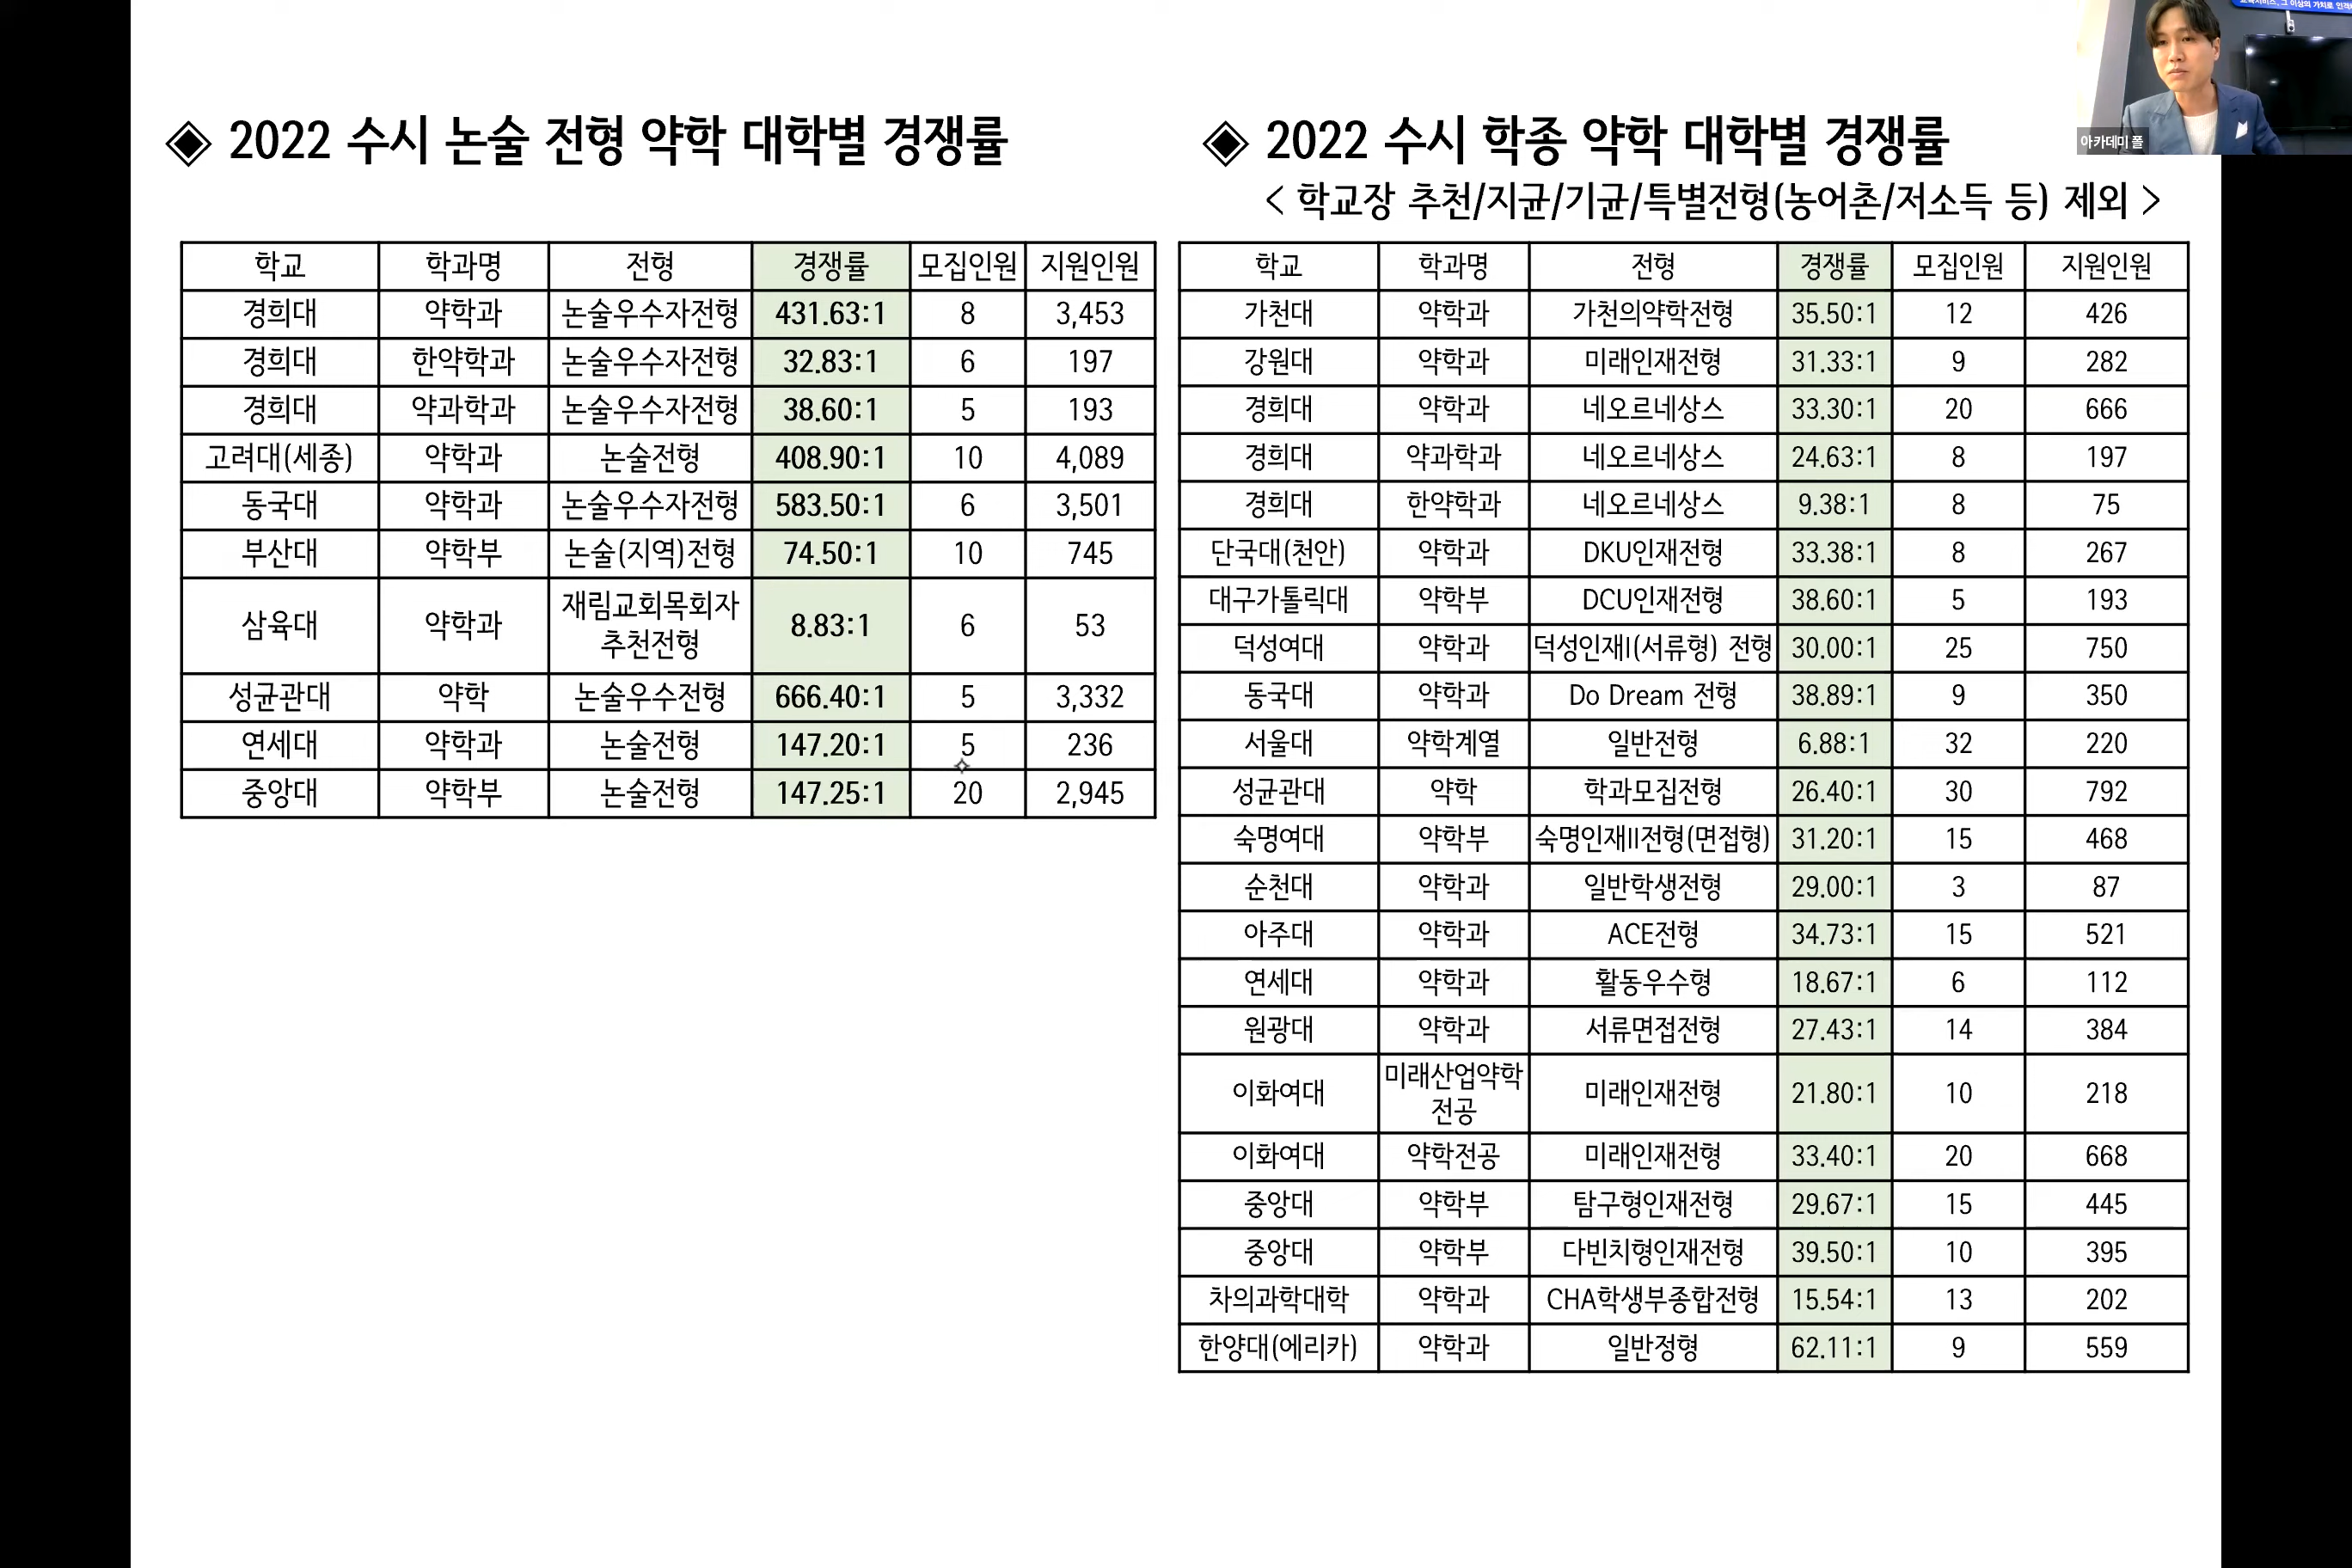 교육서비스, 그 이상의 가치로 인격
아카데미 폴
◈ 2022 수시 논술 전형 약학 대학별 경쟁률
학교 학과명 전형 경쟁률 모집인원 지원인원
경희대 약학과 논술우수자전형 431.63:1 8 3,453
경희대 한약학과 논술우수자전형 32.83:1 6 197
경희대 약과학과 논술우수자전형 38.60:1 5 193
고려대(세종) 약학과 논술전형 408.90:1 10 4,089
동국대 약학과 논술우수자전형 583.50:1 6 3,501
부산대 약학부 논술(지역)전형 74.50:1 10 745
삼육대 약학과 재림교회목회자
추천전형 8.83:1 6 53
성균관대 약학 논술우수전형 666.40:1 5 3,332
연세대 약학과 논술전형 147.20:1 5 236
중앙대 약학부 논술전형 147.25:1 20 2,945
◈ 2022 수시 학종 약학 대학별 경쟁률
< 학교장 추천/지균/기균/특별전형(농어촌/저소득 등) 제외 >
학교 학과명 전형 경쟁률 모집인원 지원인원
가천대 약학과 가천의약학전형 35.50:1 12 426
강원대 약학과 미래인재전형 31.33:1 9 282
경희대 약학과 네오르네상스 33.30:1 20 666
경희대 약과학과 네오르네상스 24.63:1 8 197
경희대 한약학과 네오르네상스 9.38:1 8 75
단국대(천안) 약학과 DKU인재전형 33.38:1 8 267
대구가톨릭대 약학부 DCU인재전형 38.60:1 5 193
덕성여대 약학과 덕성인재I(서류형) 전형 30.00:1 25 750
동국대 약학과 Do Dream 전형 38.89:1 9 350
서울대 약학계열 일반전형 6.88:1 32 220
성균관대 약학 학과모집전형 26.40:1 30 792
숙명여대 약학부 숙명인재II전형(면접형) 31.20:1 15 468
순천대 약학과 일반학생전형 29.00:1 3 87
아주대 약학과 ACE전형 34.73:1 15 521
연세대 약학과 활동우수형 18.67:1 6 112
원광대 약학과 서류면접전형 27.43:1 14 384
이화여대 미래산업약학
전공 미래인재전형 21.80:1 10 218
이화여대 약학전공 미래인재전형 33.40:1 20 668
중앙대 약학부 탐구형인재전형 29.67:1 15 445
중앙대 약학부 다빈치형인재전형 39.50:1 10 395
차의과학대학 약학과 CHA학생부종합전형 15.54:1 13 202
한양대(에리카) 약학과 일반정형 62.11:1 9 559